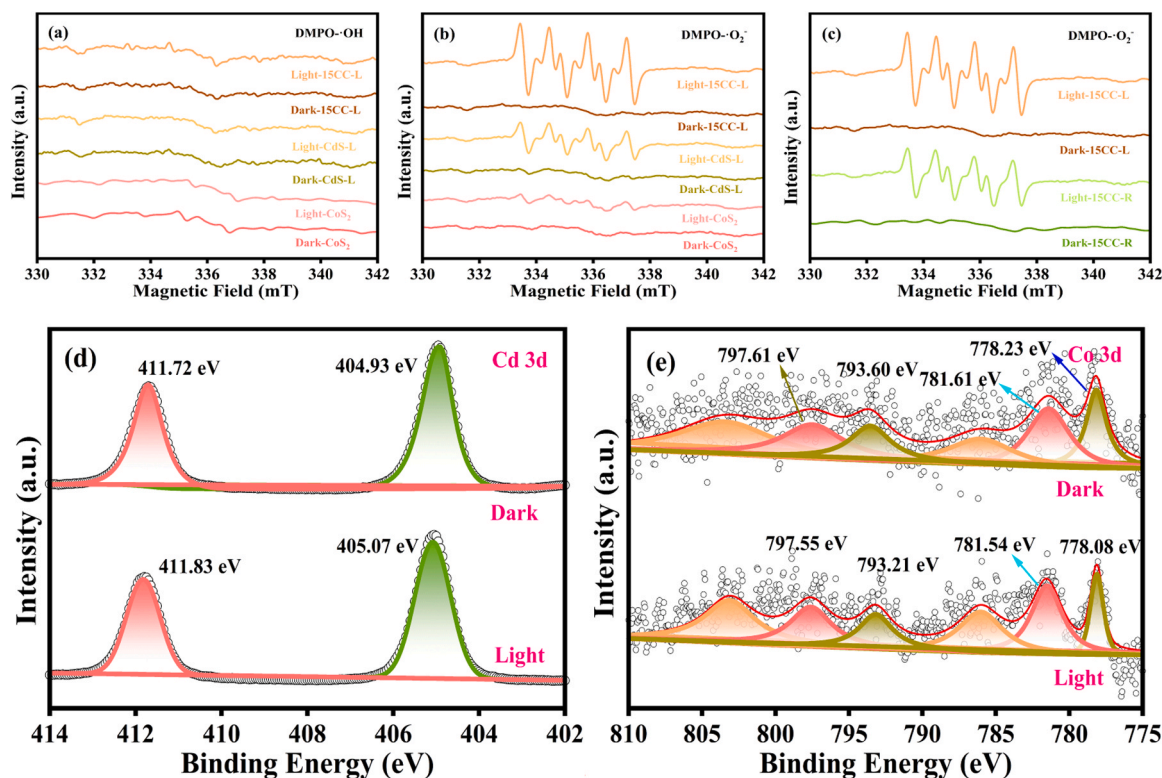 (a)
DMPO-·OH
Light-15CC-L
Dark-15CC-L
Light-CdS-L
Dark-CdS-L
Light-CoS₂
Dark-CoS₂
Intensity (a.u.)
330 332 334 336 338 340 342
Magnetic Field (mT)
(b)
DMPO-·O₂⁻
Light-15CC-L
Dark-15CC-L
Light-CdS-L
Dark-CdS-L
Light-CoS₂
Dark-CoS₂
Intensity (a.u.)
330 332 334 336 338 340 342
Magnetic Field (mT)
(c)
DMPO-·O₂⁻
Light-15CC-L
Dark-15CC-L
Light-15CC-R
Dark-15CC-R
Intensity (a.u.)
330 332 334 336 338 340 342
Magnetic Field (mT)
(d)
Cd 3d
411.72 eV
404.93 eV
Dark
411.83 eV
405.07 eV
Light
Intensity (a.u.)
414 412 410 408 406 404 402
Binding Energy (eV)
(e)
Co 3d
797.61 eV
793.60 eV
781.61 eV
778.23 eV
Dark
797.55 eV
793.21 eV
781.54 eV
778.08 eV
Light
Intensity (a.u.)
810 805 800 795 790 785 780 775
Binding Energy (eV)